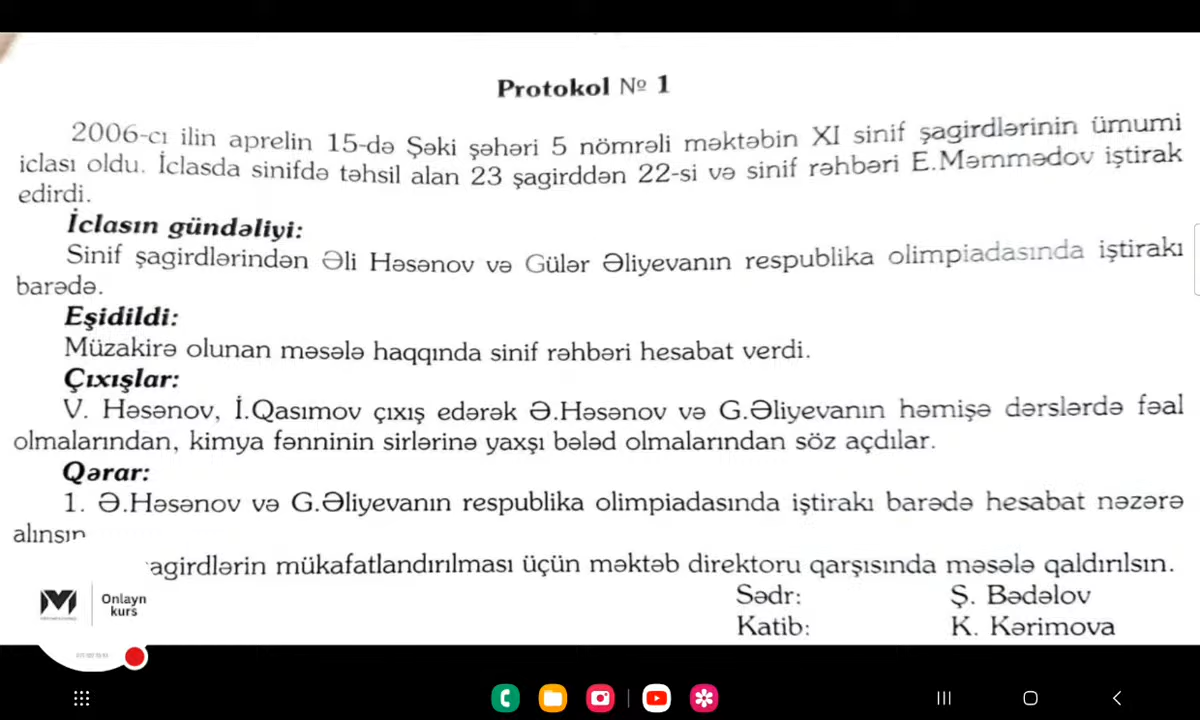 Protokol № 1
2006-cı ilin aprelin 15-də Şəki şəhəri 5 nömrəli məktəbin XI sinif şagirdlərinin ümumi
iclası oldu. İclasda sinifdə təhsil alan 23 şagirddən 22-si və sinif rəhbəri E.Məmmədov iştirak
edirdi.
İclasın gündəliyi:
Sinif şagirdlərindən Əli Həsənov və Gülər Əliyevanın respublika olimpiadasında iştirakı
barədə.
Eşidildi:
Müzakirə olunan məsələ haqqında sinif rəhbəri hesabat verdi.
Çıxışlar:
V. Həsənov, İ.Qasımov çıxış edərək Ə.Həsənov və G.Əliyevanın həmişə dərslərdə fəal
olmalarından, kimya fənninin sirlərinə yaxşı bələd olmalarından söz açdılar.
Qərar:
1. Ə.Həsənov və G.Əliyevanın respublika olimpiadasında iştirakı barədə hesabat nəzərə
alınsın
agirdlərin mükafatlandırılması üçün məktəb direktoru qarşısında məsələ qaldırılsın.
Sədr: Ş. Bədəlov
Katib: K. Kərimova
Onlayn
kurs